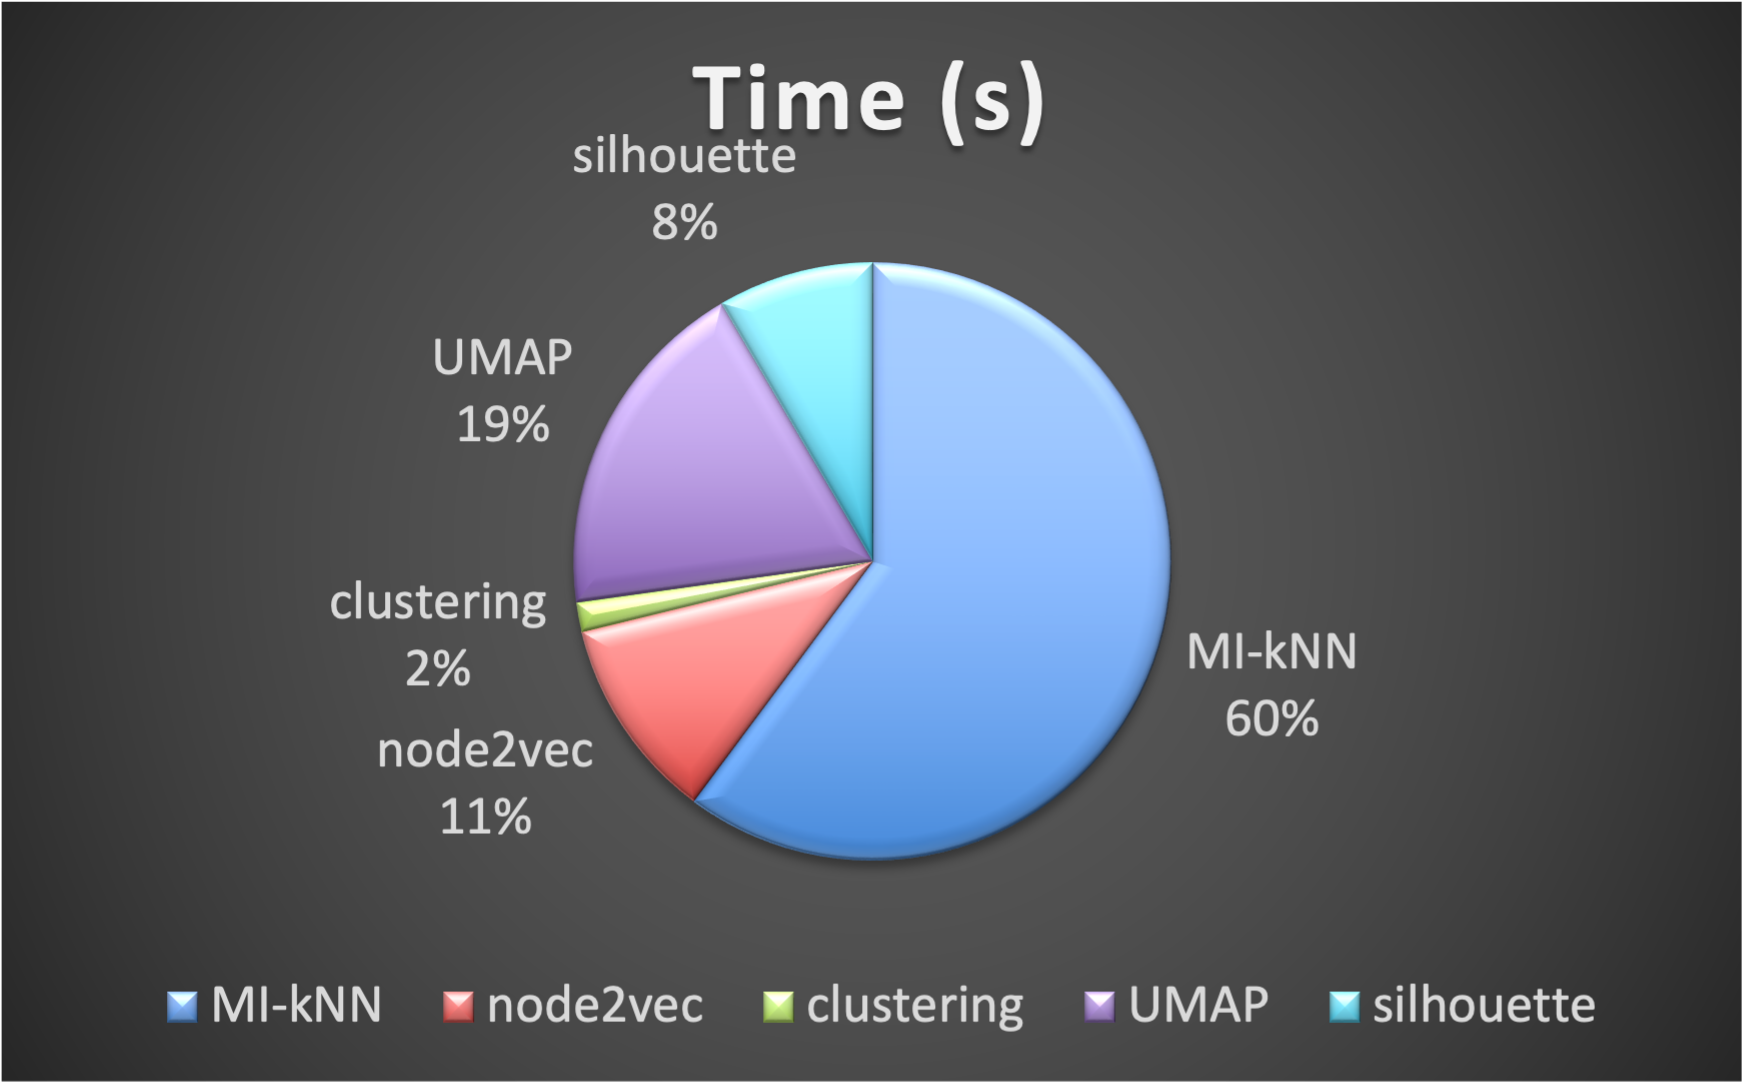 Time (s)
silhouette
8%
UMAP
19%
clustering
2%
node2vec
11%
MI-kNN
60%
MI-kNN node2vec clustering UMAP silhouette